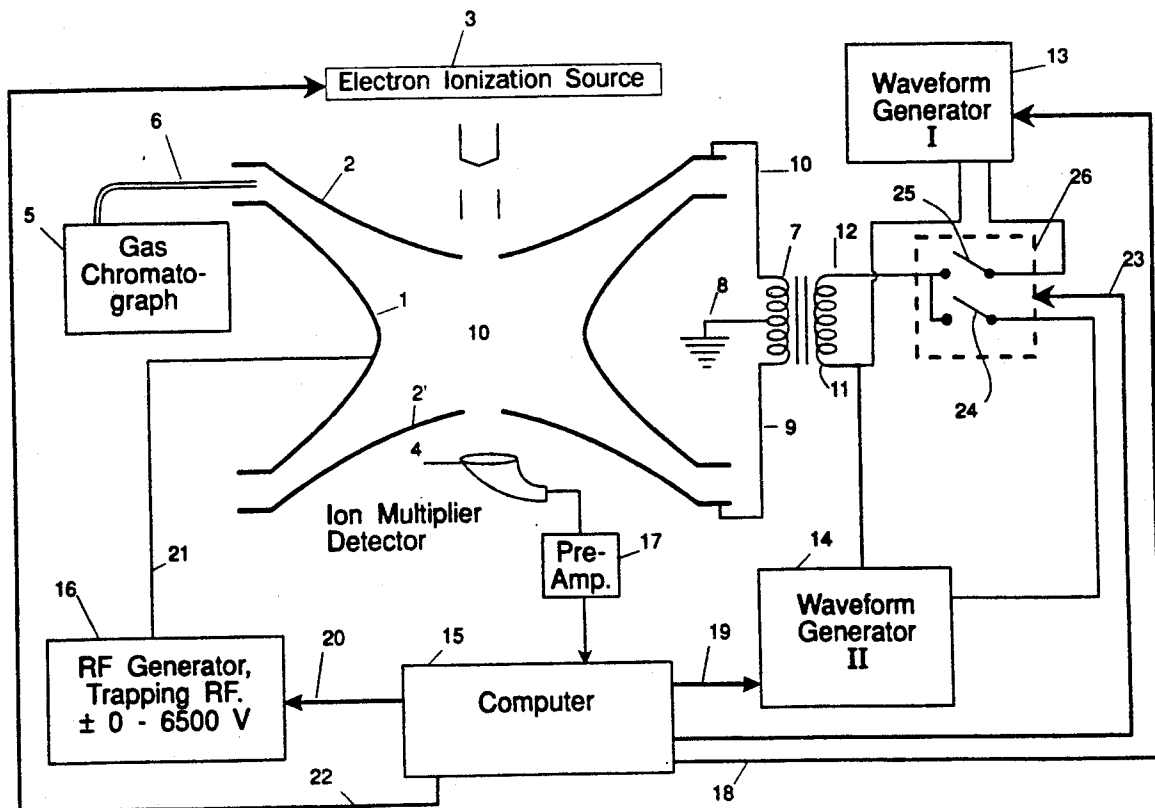 3
Electron Ionization Source
13
Waveform
Generator
I
6
2
10
26
25
5
Gas
Chromato-
graph
7
12
8
23
1
10
11
24
2'
9
4
Ion Multiplier
Detector
21
17
Pre-
Amp.
14
16
Waveform
Generator
II
20
15
19
RF Generator,
Trapping RF.
± 0 - 6500 V
Computer
22
18